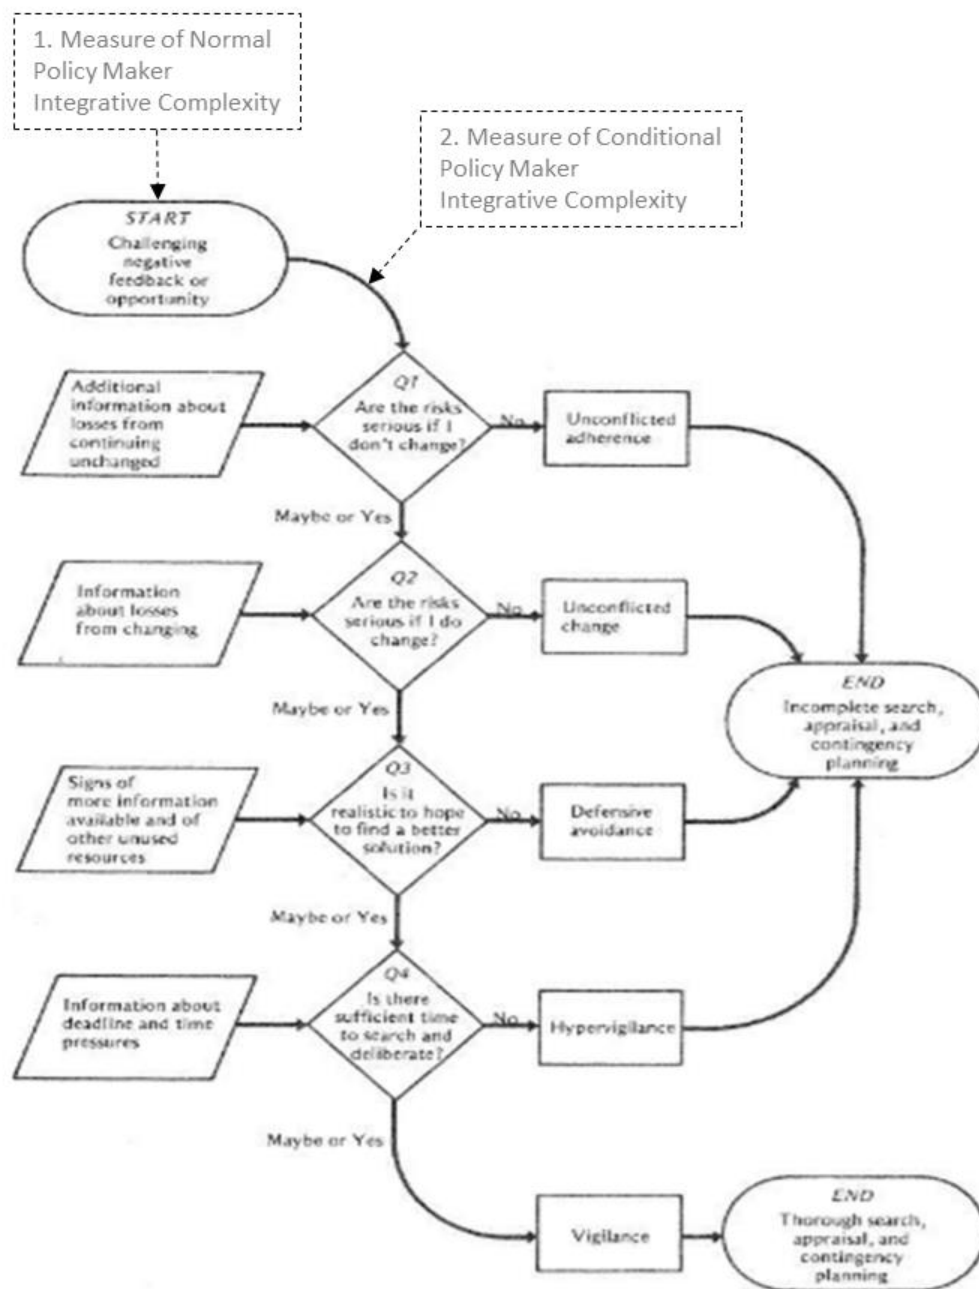 1. Measure of Normal
Policy Maker
Integrative Complexity
2. Measure of Conditional
Policy Maker
Integrative Complexity
START
Challenging
negative
feedback or
opportunity
Additional
information about
losses from
continuing
unchanged
Q1
Are the risks
serious if I
don't change?
No
Unconflicted
adherence
Maybe or Yes
Information
about losses
from changing
Q2
Are the risks
serious if I do
change?
No
Unconflicted
change
END
Incomplete search,
appraisal, and
contingency
planning
Maybe or Yes
Signs of
more information
available and of
other unused
resources
Q3
Is it
realistic to hope
to find a better
solution?
No
Defensive
avoidance
Maybe or Yes
Information about
deadline and time
pressures
Q4
Is there
sufficient time
to search and
deliberate?
No
Hypervigilance
Maybe or Yes
Vigilance
END
Thorough search,
appraisal, and
contingency
planning